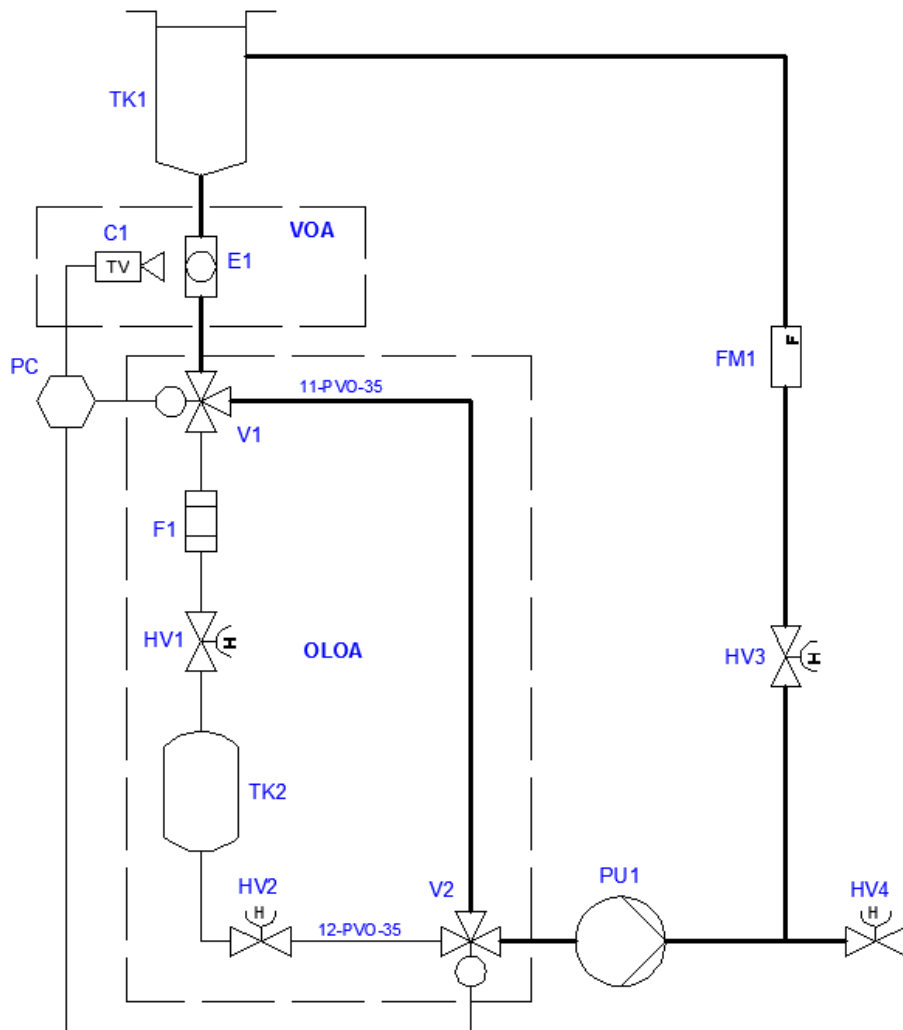 TK1
C1
VOA
TV
E1
PC
11-PVO-35
V1
F
FM1
F1
HV1
H
OLOA
HV3
H
TK2
HV2
H
12-PVO-35
V2
PU1
HV4
H